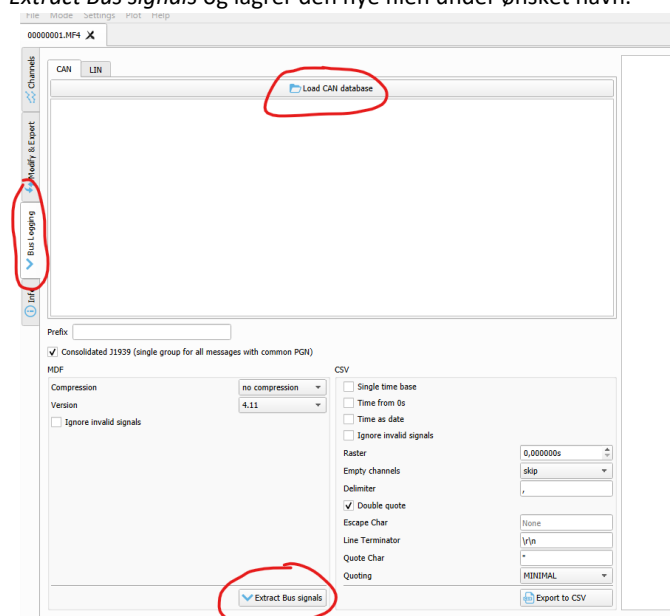 Extract Bus signals og lagrer den nye filen under ønsket navn.
File Mode Settings Plot Help
00000001.MF4
Channels
Modify & Export
Bus Logging
Info
CAN LIN
Load CAN database
Prefix
Consolidated J1939 (single group for all messages with common PGN)
MDF
Compression no compression
Version 4.11
Ignore invalid signals
Extract Bus signals
CSV
Single time base
Time from 0s
Time as date
Ignore invalid signals
Raster 0,000000s
Empty channels skip
Delimiter ,
Double quote
Escape Char None
Line Terminator \r\n
Quote Char "
Quoting MINIMAL
Export to CSV